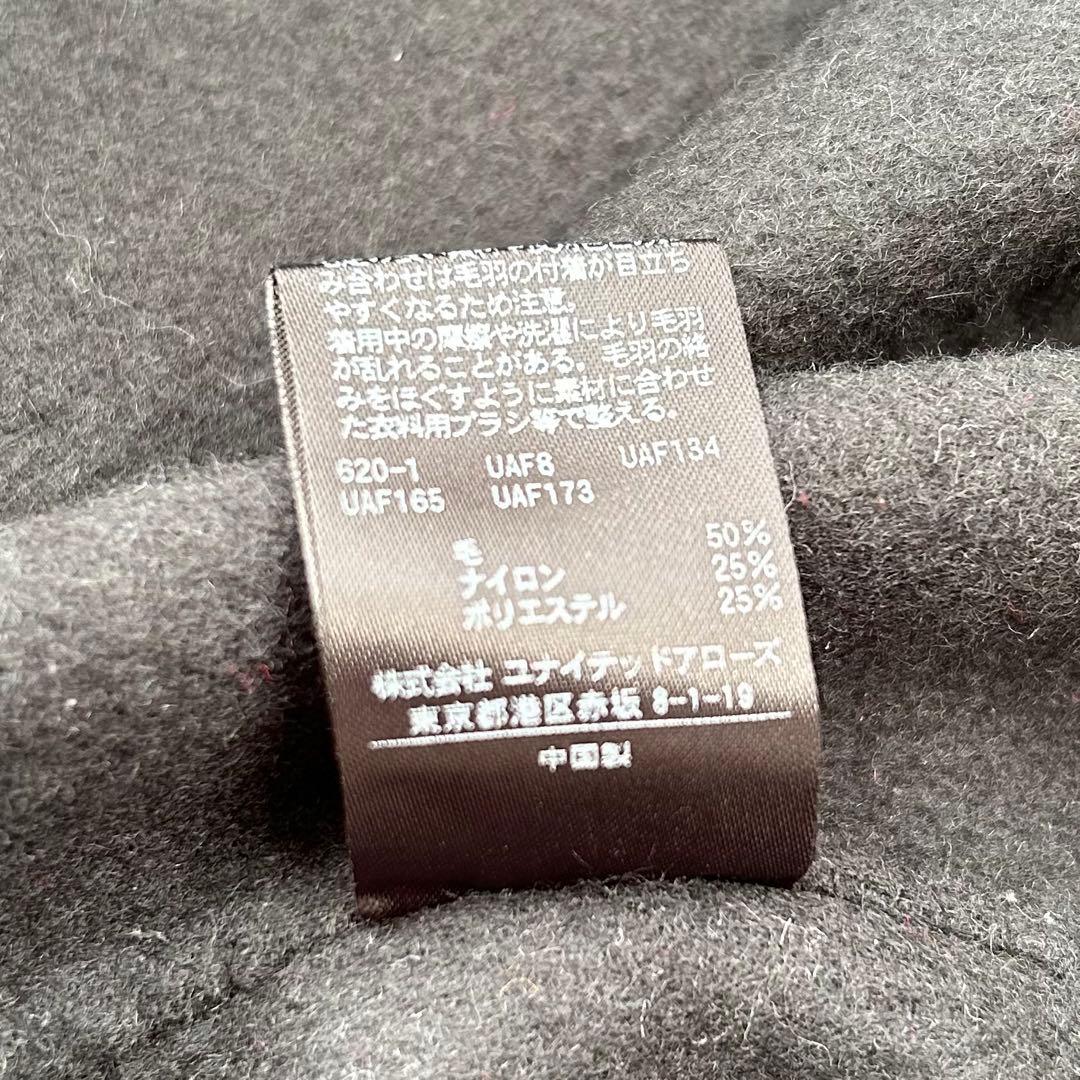 み合わせは毛羽の付着が目立ち
やすくなるため注意。
着用中の摩擦や洗濯により毛羽
が乱れることがある。毛羽の絡
みをほぐすように素材に合わせ
た衣料用ブラシ等で整える。
620-1 UAF8 UAF134
UAF165 UAF173
毛 50%
ナイロン 25%
ポリエステル 25%
株式会社 ユナイテッドアローズ
東京都港区赤坂 8-1-19
中国製